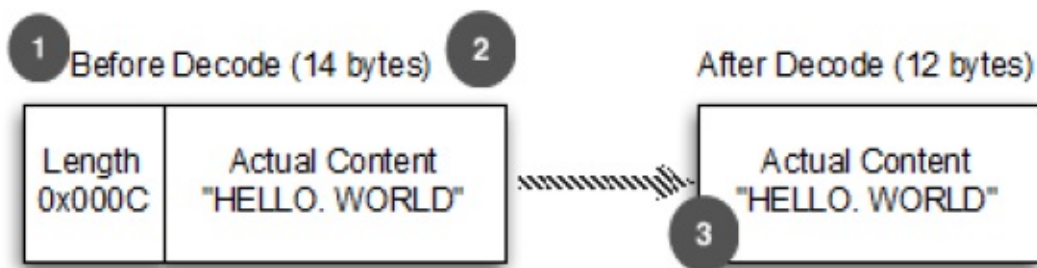 1 Before Decode (14 bytes) 2
After Decode (12 bytes)
Length
0x000C
Actual Content
"HELLO. WORLD"
Actual Content
"HELLO. WORLD"
3